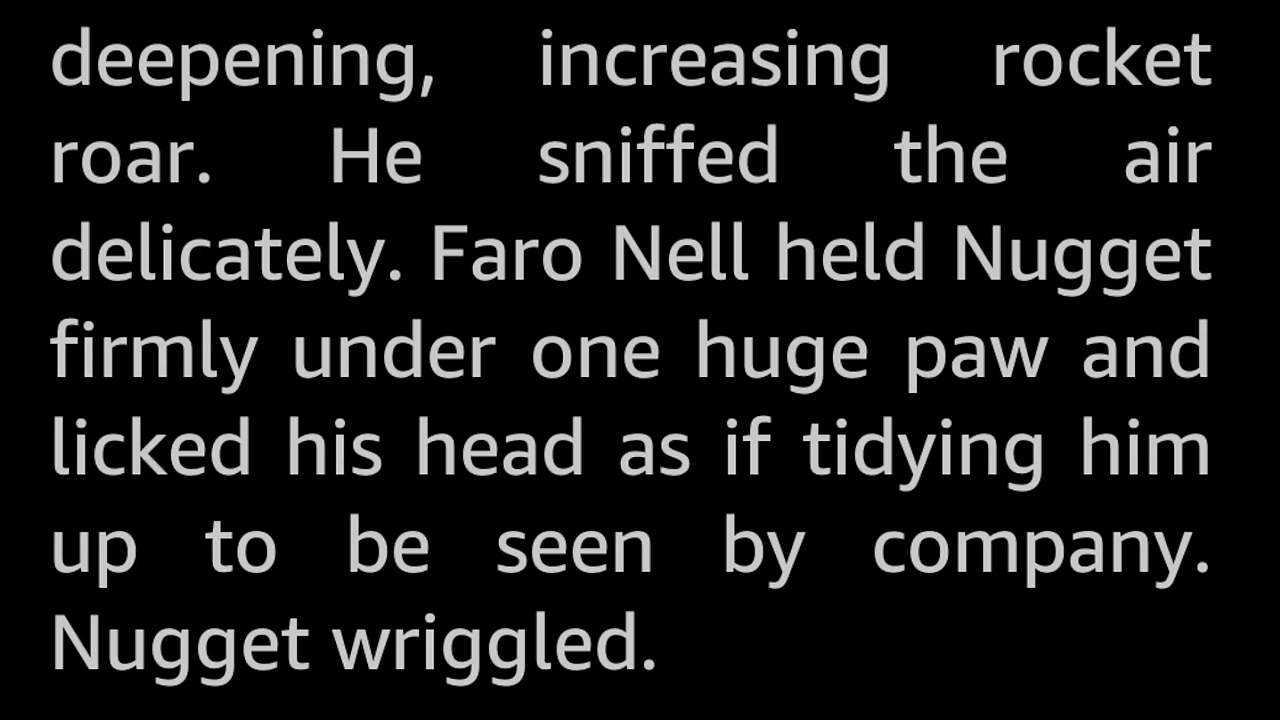 deepening, increasing rocket
roar. He sniffed the air
delicately. Faro Nell held Nugget
firmly under one huge paw and
licked his head as if tidying him
up to be seen by company.
Nugget wriggled.